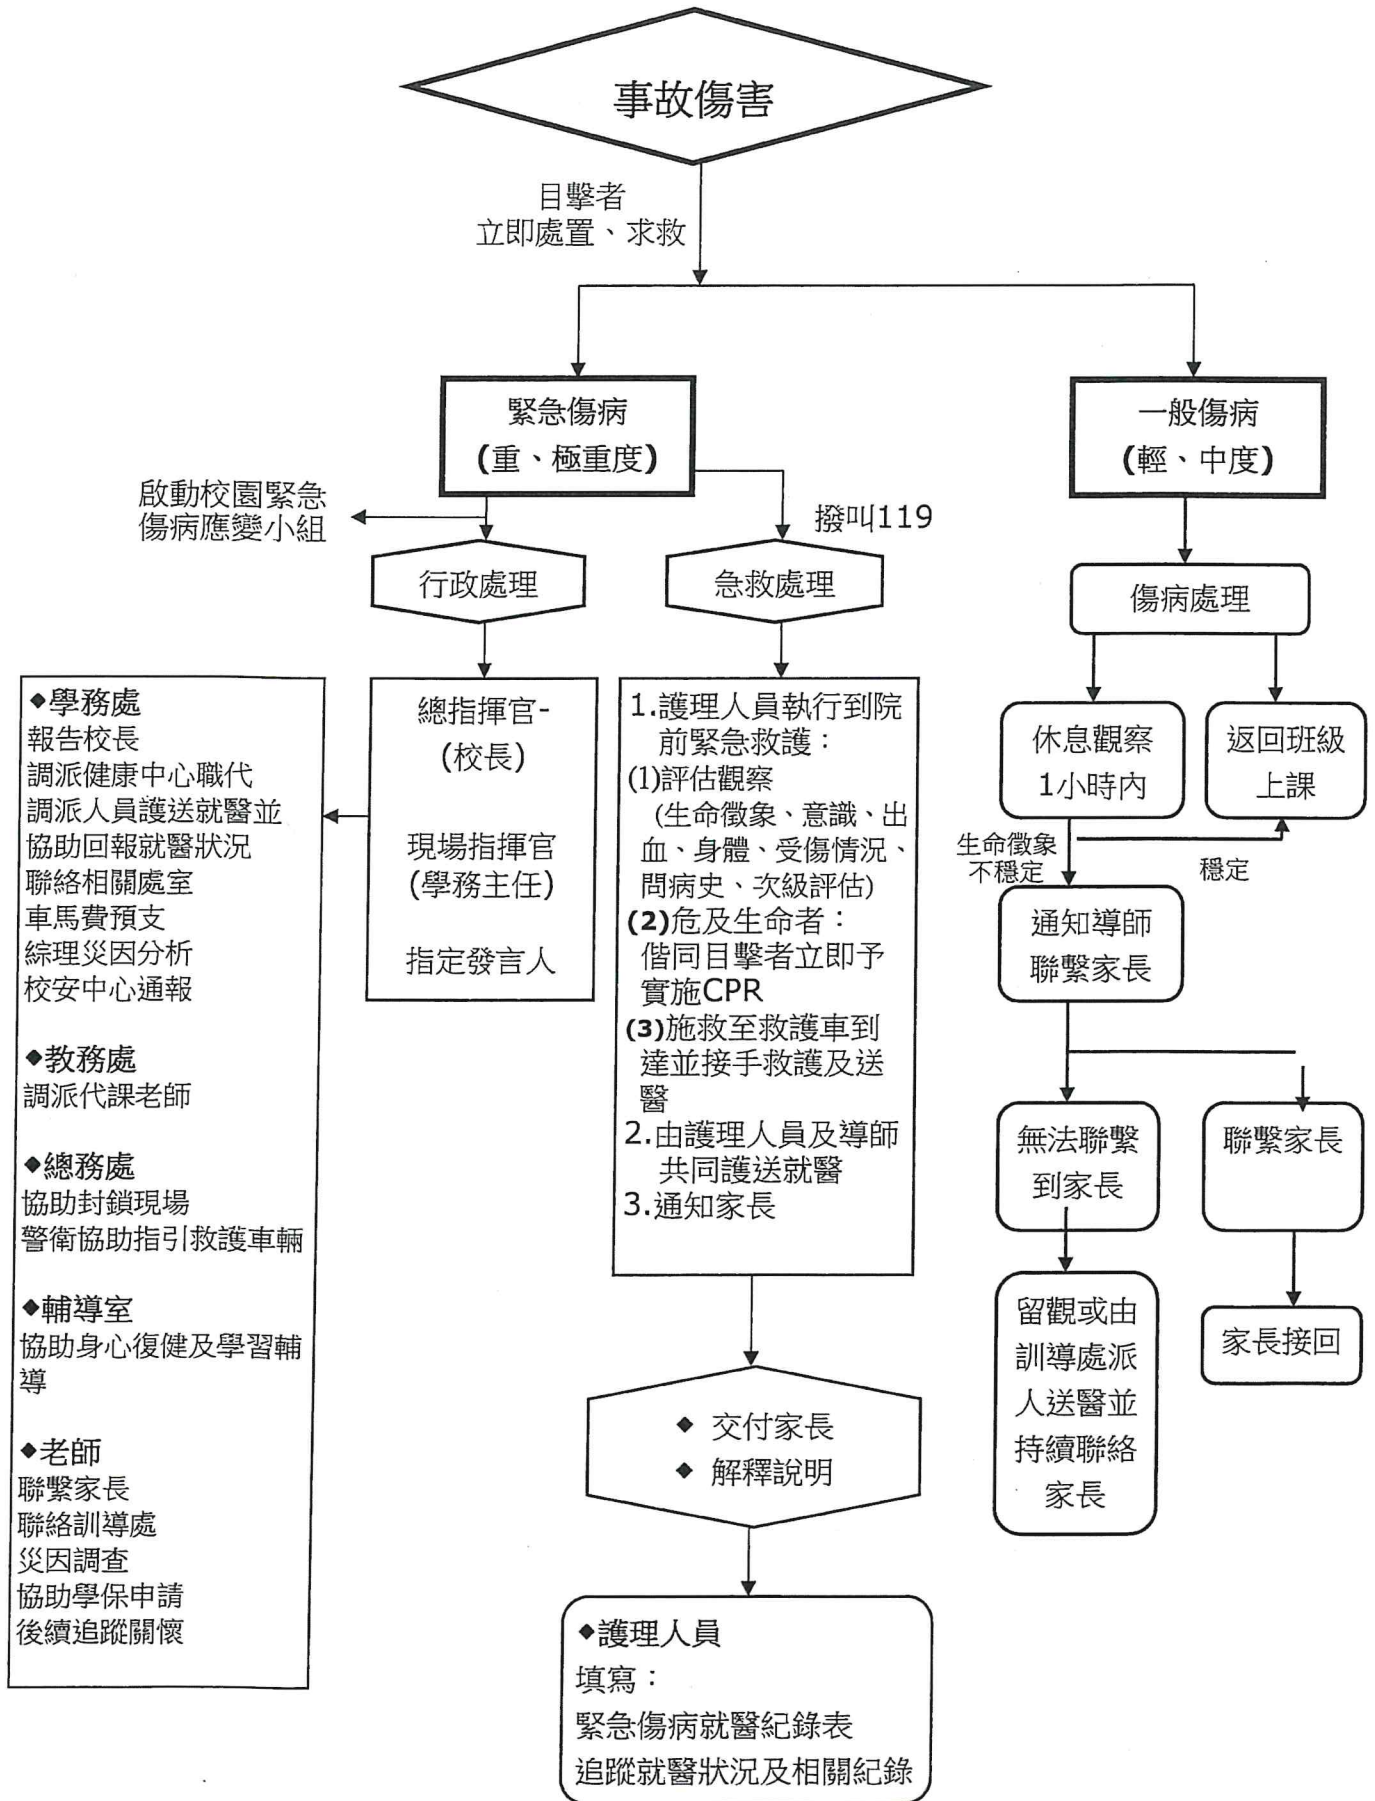 事故傷害
目擊者
立即處置、求救
緊急傷病
(重、極重度)
一般傷病
(輕、中度)
啟動校園緊急
傷病應變小組
撥叫119
行政處理
急救處理
傷病處理
◆學務處
報告校長
調派健康中心職代
調派人員護送就醫並
協助回報就醫狀況
聯絡相關處室
車馬費預支
綜理災因分析
校安中心通報
◆教務處
調派代課老師
◆總務處
協助封鎖現場
警衛協助指引救護車輛
◆輔導室
協助身心復健及學習輔
導
◆老師
聯繫家長
聯絡訓導處
災因調查
協助學保申請
後續追蹤關懷
總指揮官-
(校長)
現場指揮官
(學務主任)
指定發言人
1.護理人員執行到院
前緊急救護：
(1)評估觀察
(生命徵象、意識、出
血、身體、受傷情況、
問病史、次級評估)
(2)危及生命者：
偕同目擊者立即予
實施CPR
(3)施救至救護車到
達並接手救護及送
醫
2.由護理人員及導師
共同護送就醫
3.通知家長
◆ 交付家長
◆ 解釋說明
◆護理人員
填寫：
緊急傷病就醫紀錄表
追蹤就醫狀況及相關紀錄
休息觀察
1小時內
返回班級
上課
生命徵象
不穩定
穩定
通知導師
聯繫家長
無法聯繫
到家長
聯繫家長
留觀或由
訓導處派
人送醫並
持續聯絡
家長
家長接回